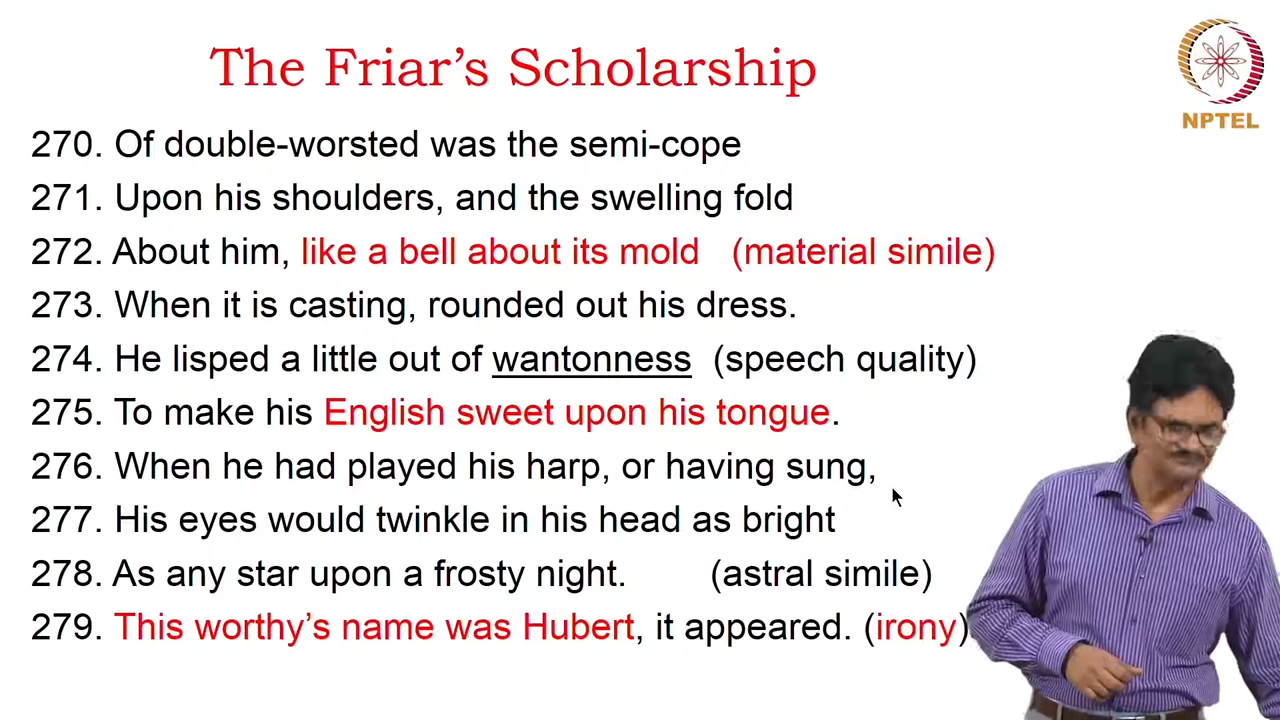 The Friar's Scholarship
NPTEL
270. Of double-worsted was the semi-cope
271. Upon his shoulders, and the swelling fold
272. About him, like a bell about its mold (material simile)
273. When it is casting, rounded out his dress.
274. He lisped a little out of wantonness (speech quality)
275. To make his English sweet upon his tongue.
276. When he had played his harp, or having sung,
277. His eyes would twinkle in his head as bright
278. As any star upon a frosty night. (astral simile)
279. This worthy's name was Hubert, it appeared. (irony)